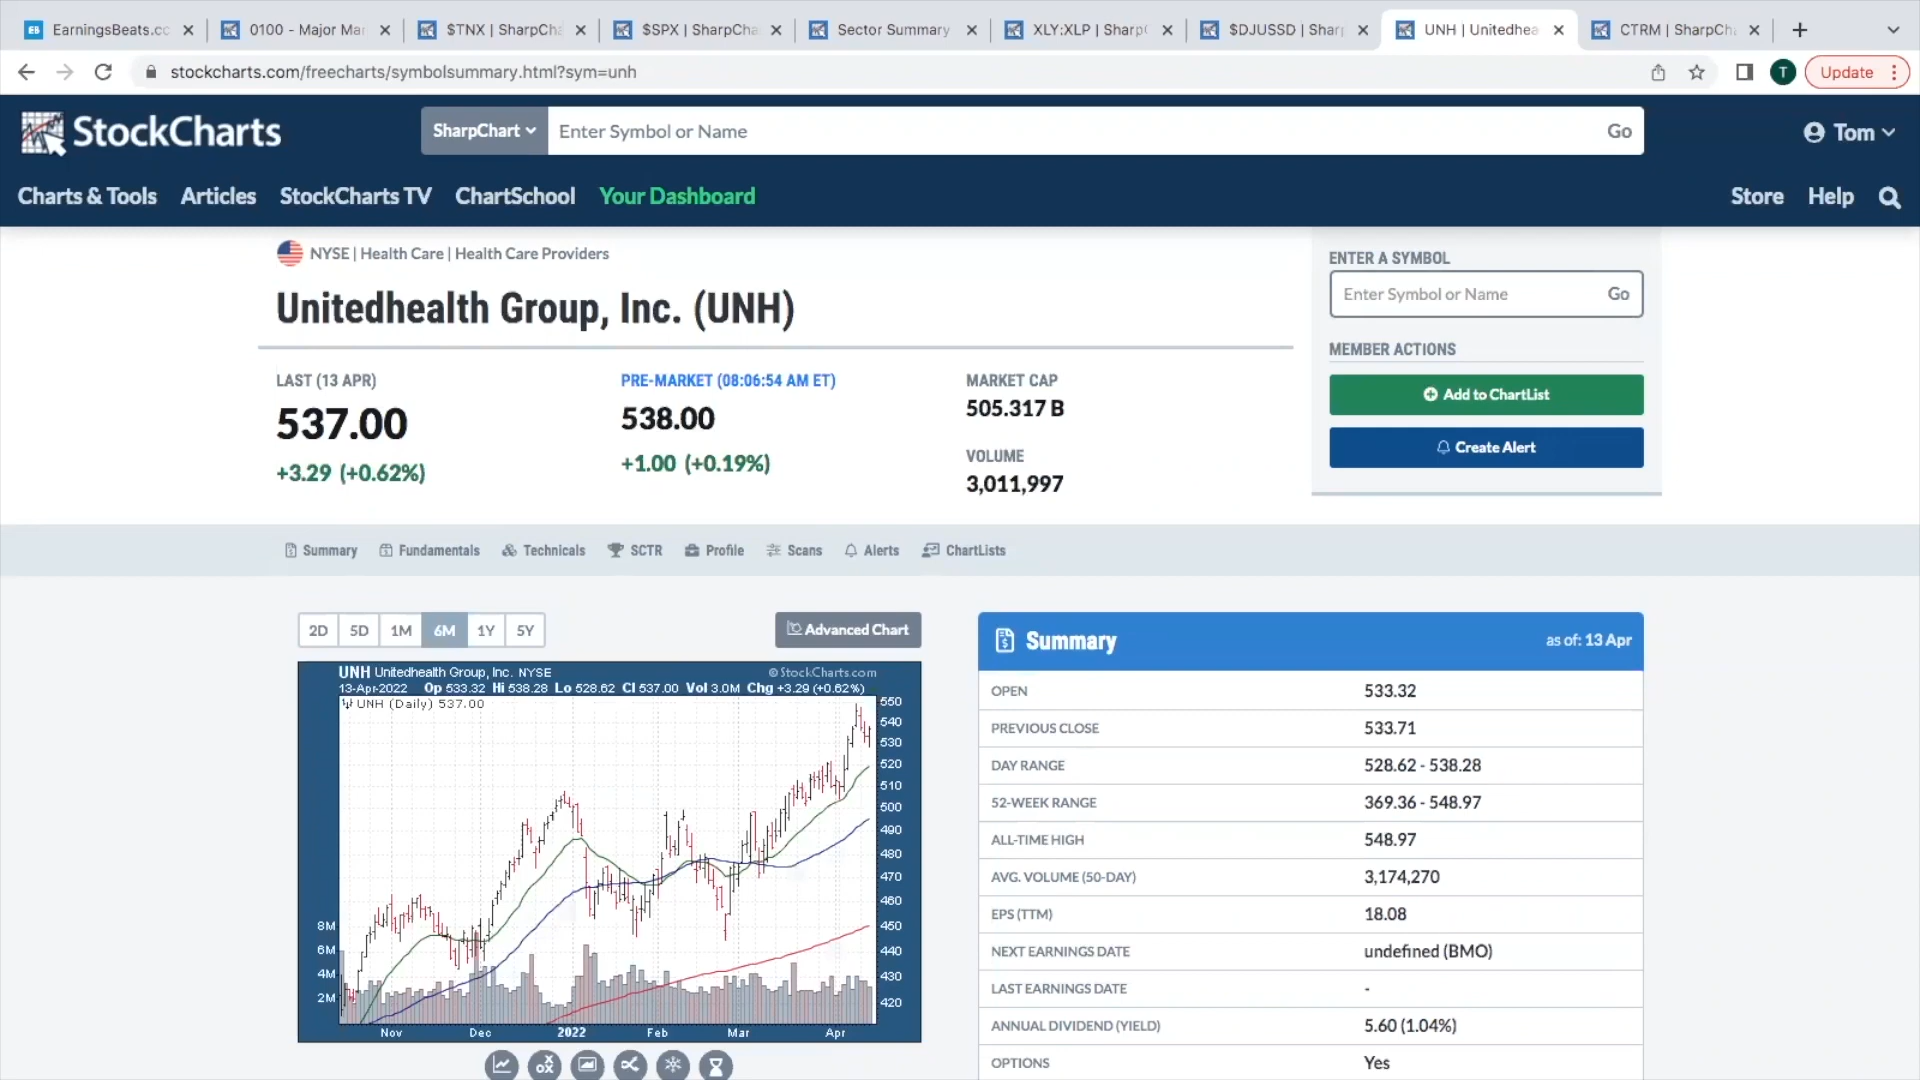 EarningsBeats.cc
0100 - Major Mar
$TNX | SharpCha
$SPX | SharpCha
Sector Summary
XLY:XLP | SharpC
$DJUSSD | Shar
UNH | Unitedhea
CTRM | SharpCh
stockcharts.com/freecharts/symbolsummary.html?sym=unh
T
Update
StockCharts
SharpChart
Enter Symbol or Name
Go
Tom
Charts & Tools
Articles
StockCharts TV
ChartSchool
Your Dashboard
Store
Help
NYSE | Health Care | Health Care Providers
Unitedhealth Group, Inc. (UNH)
LAST (13 APR)
537.00
+3.29 (+0.62%)
PRE-MARKET (08:06:54 AM ET)
538.00
+1.00 (+0.19%)
MARKET CAP
505.317 B
VOLUME
3,011,997
ENTER A SYMBOL
Enter Symbol or Name
Go
MEMBER ACTIONS
Add to ChartList
Create Alert
Summary
Fundamentals
Technicals
SCTR
Profile
Scans
Alerts
ChartLists
2D 5D 1M 6M 1Y 5Y
Advanced Chart
UNH Unitedhealth Group, Inc. NYSE
© StockCharts.com
13-Apr-2022 Op 533.32 Hi 538.28 Lo 528.62 Cl 537.00 Vol 3.0M Chg +3.29 (+0.62%)
UNH (Daily) 537.00
550
540
530
520
510
500
490
480
470
460
450
440
430
420
8M
6M
4M
2M
Nov Dec 2022 Feb Mar Apr
Summary
as of: 13 Apr
OPEN 533.32
PREVIOUS CLOSE 533.71
DAY RANGE 528.62 - 538.28
52-WEEK RANGE 369.36 - 548.97
ALL-TIME HIGH 548.97
AVG. VOLUME (50-DAY) 3,174,270
EPS (TTM) 18.08
NEXT EARNINGS DATE undefined (BMO)
LAST EARNINGS DATE -
ANNUAL DIVIDEND (YIELD) 5.60 (1.04%)
OPTIONS Yes